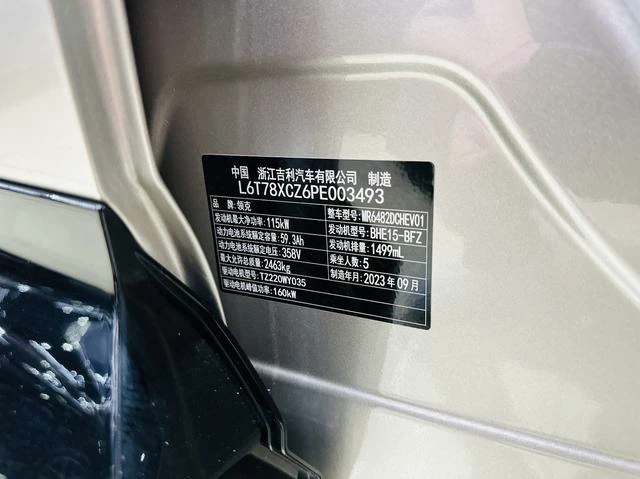 中国 浙江吉利汽车有限公司 制造
L6T78XCZ6PE003493
品 牌: 领克
整车型号: MR6482DCHEV01
发动机最大净功率: 115kW
发动机型号: BHE15-BFZ
动力电池系统额定容量: 59.3Ah
发动机排量: 1499mL
动力电池系统额定电压: 358V
乘坐人数: 5
最大允许总质量: 2463kg
制造年月: 2023年09月
驱动电机型号: TZ220WY035
驱动电机峰值功率: 160kW